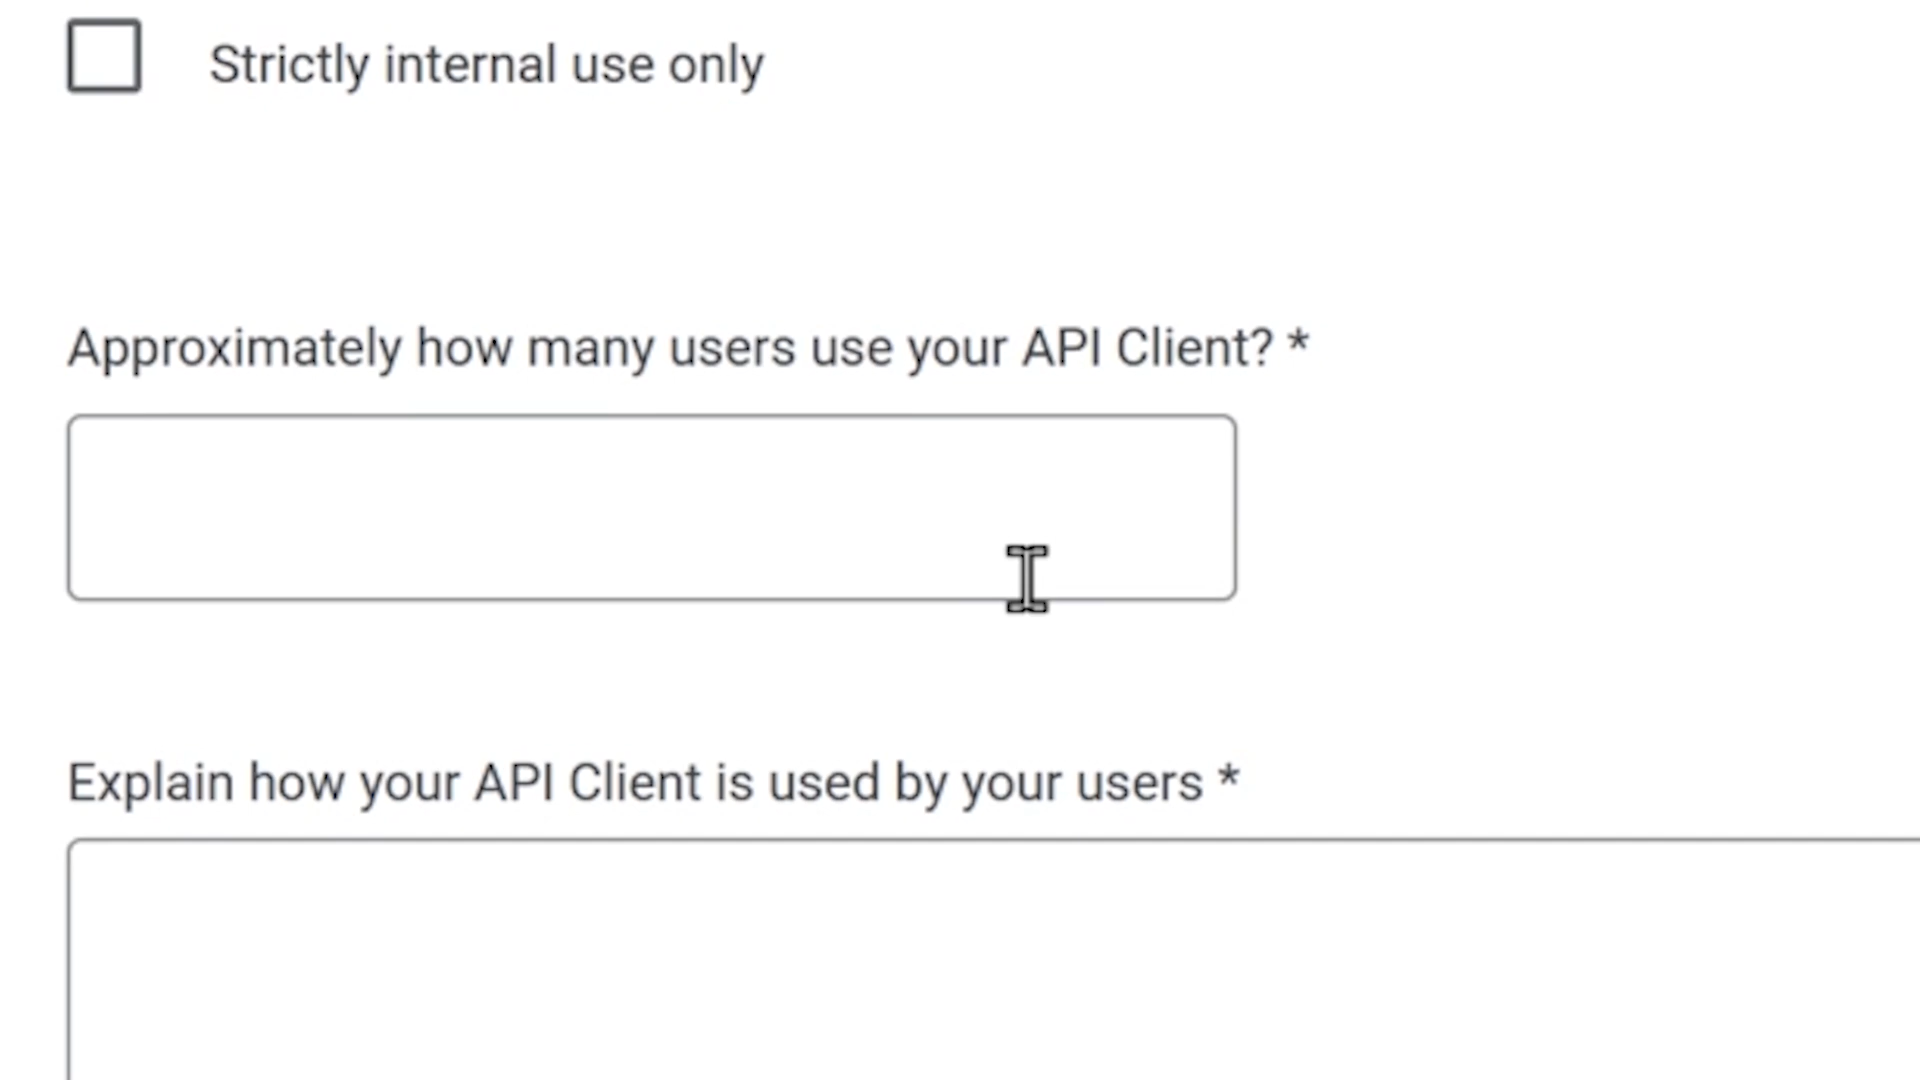 Strictly internal use only
Approximately how many users use your API Client? *
Explain how your API Client is used by your users *